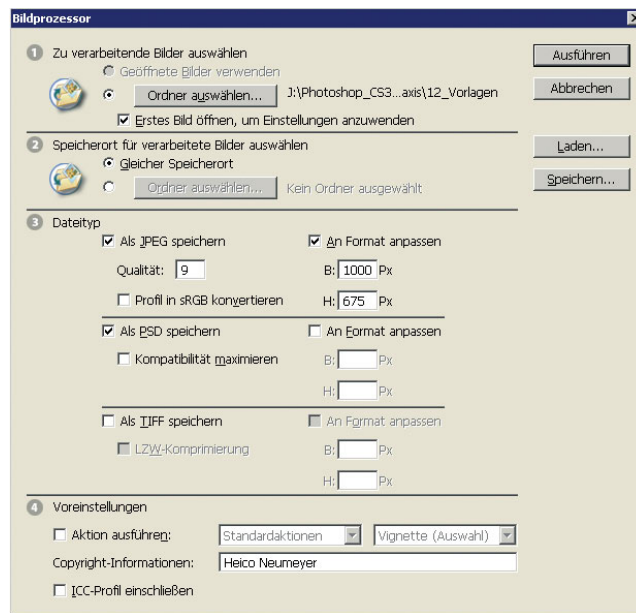 Bildprozessor
1 Zu verarbeitende Bilder auswählen
Geöffnete Bilder verwenden
Ordner auswählen... J:\Photoshop_CS3...axis\12_Vorlagen
Erstes Bild öffnen, um Einstellungen anzuwenden
2 Speicherort für verarbeitete Bilder auswählen
Gleicher Speicherort
Ordner auswählen... Kein Ordner ausgewählt
3 Dateityp
Als JPEG speichern An Format anpassen
Qualität: 9 B: 1000 Px
Profil in sRGB konvertieren H: 675 Px
Als PSD speichern An Format anpassen
Kompatibilität maximieren B: Px
H: Px
Als TIFF speichern An Format anpassen
LZW-Komprimierung B: Px
H: Px
4 Voreinstellungen
Aktion ausführen: Standardaktionen Vignette (Auswahl)
Copyright-Informationen: Heico Neumeyer
ICC-Profil einschließen
Ausführen
Abbrechen
Laden...
Speichern...